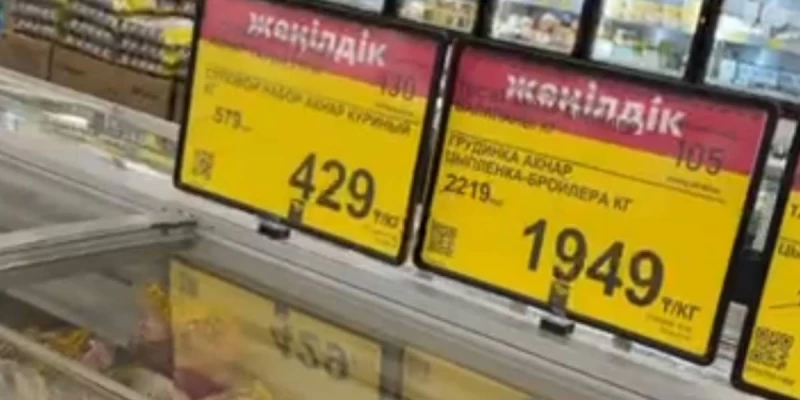 жеңілдік
130
СУПОВОЙ НАБОР АКНАР КУРИНЫЙ
КГ
579
429 ₸/КГ
жеңілдік
105
ГРУДИНКА АКНАР
ЦЫПЛЕНКА-БРОЙЛЕРА КГ
2219
1949 ₸/КГ